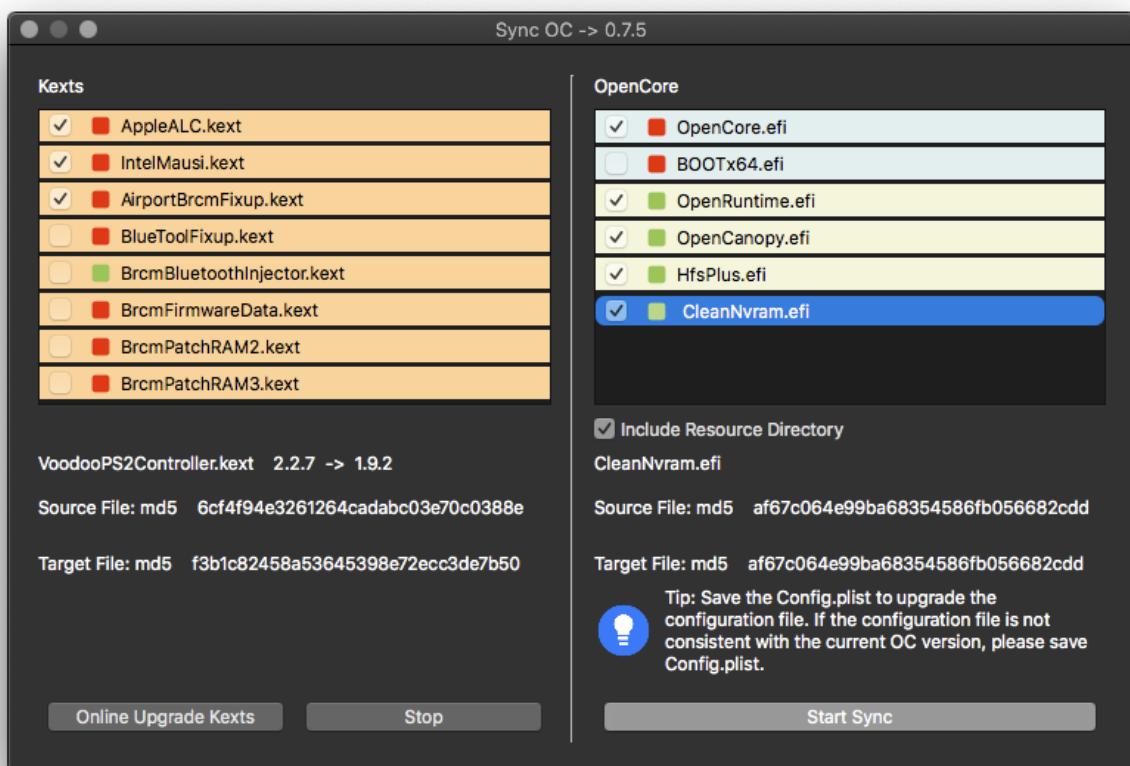 Sync OC -> 0.7.5
Kexts
AppleALC.kext
IntelMausi.kext
AirportBrcmFixup.kext
BlueToolFixup.kext
BrcmBluetoothInjector.kext
BrcmFirmwareData.kext
BrcmPatchRAM2.kext
BrcmPatchRAM3.kext
VoodooPS2Controller.kext 2.2.7 -> 1.9.2
Source File: md5 6cf4f94e3261264cadabc03e70c0388e
Target File: md5 f3b1c82458a53645398e72ecc3de7b50
Online Upgrade Kexts
Stop
OpenCore
OpenCore.efi
BOOTx64.efi
OpenRuntime.efi
OpenCanopy.efi
HfsPlus.efi
CleanNvram.efi
Include Resource Directory
CleanNvram.efi
Source File: md5 af67c064e99ba68354586fb056682cdd
Target File: md5 af67c064e99ba68354586fb056682cdd
Tip: Save the Config.plist to upgrade the
configuration file. If the configuration file is not
consistent with the current OC version, please save
Config.plist.
Start Sync